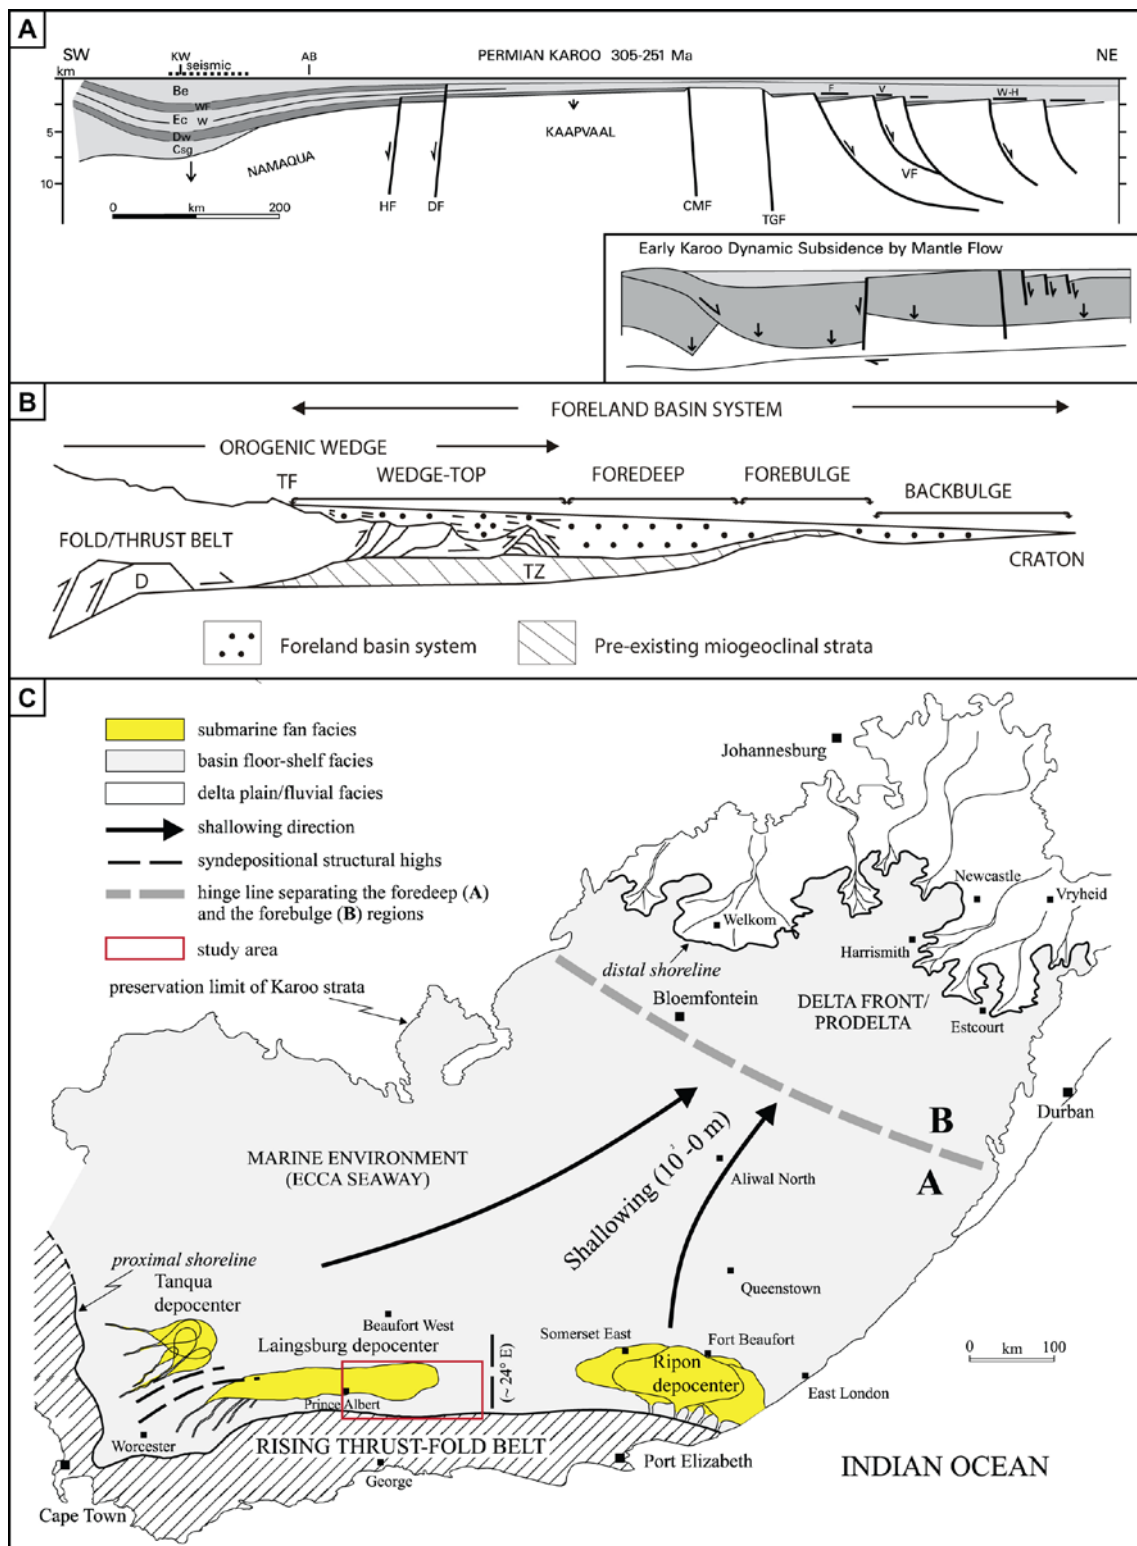 A
SW
KW
seismic
AB
PERMIAN KAROO 305-251 Ma
NE
km
5
10
Be
WF
Ec
W
Dw
Csg
NAMAQUA
KAAPVAAL
HF
DF
CMF
TGF
F
V
VF
W-H
0
km
200
Early Karoo Dynamic Subsidence by Mantle Flow
B
FORELAND BASIN SYSTEM
OROGENIC WEDGE
TF
WEDGE-TOP
FOREDEEP
FOREBULGE
BACKBULGE
FOLD/THRUST BELT
D
TZ
CRATON
Foreland basin system
Pre-existing miogeoclinal strata
C
submarine fan facies
basin floor-shelf facies
delta plain/fluvial facies
shallowing direction
syndepositional structural highs
hinge line separating the foredeep (A)
and the forebulge (B) regions
study area
preservation limit of Karoo strata
Johannesburg
Newcastle
Vryheid
Welkom
Harrismith
distal shoreline
Bloemfontein
DELTA FRONT/
PRODELTA
Estcourt
Durban
B
A
MARINE ENVIRONMENT
(ECCA SEAWAY)
Shallowing (10²-0 m)
Aliwal North
Queenstown
proximal shoreline
Tanqua
depocenter
Beaufort West
Laingsburg depocenter
(~ 24° E)
Somerset East
Fort Beaufort
Ripon
depocenter
East London
0
km
100
Prince Albert
Worcester
RISING THRUST-FOLD BELT
George
Port Elizabeth
Cape Town
INDIAN OCEAN